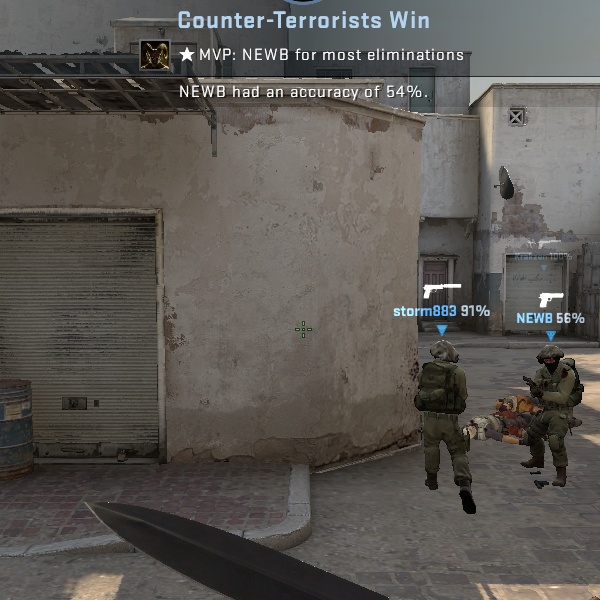 Counter-Terrorists Win
★MVP: NEWB for most eliminations
NEWB had an accuracy of 54%.
storm883 91%
NEWB 56%